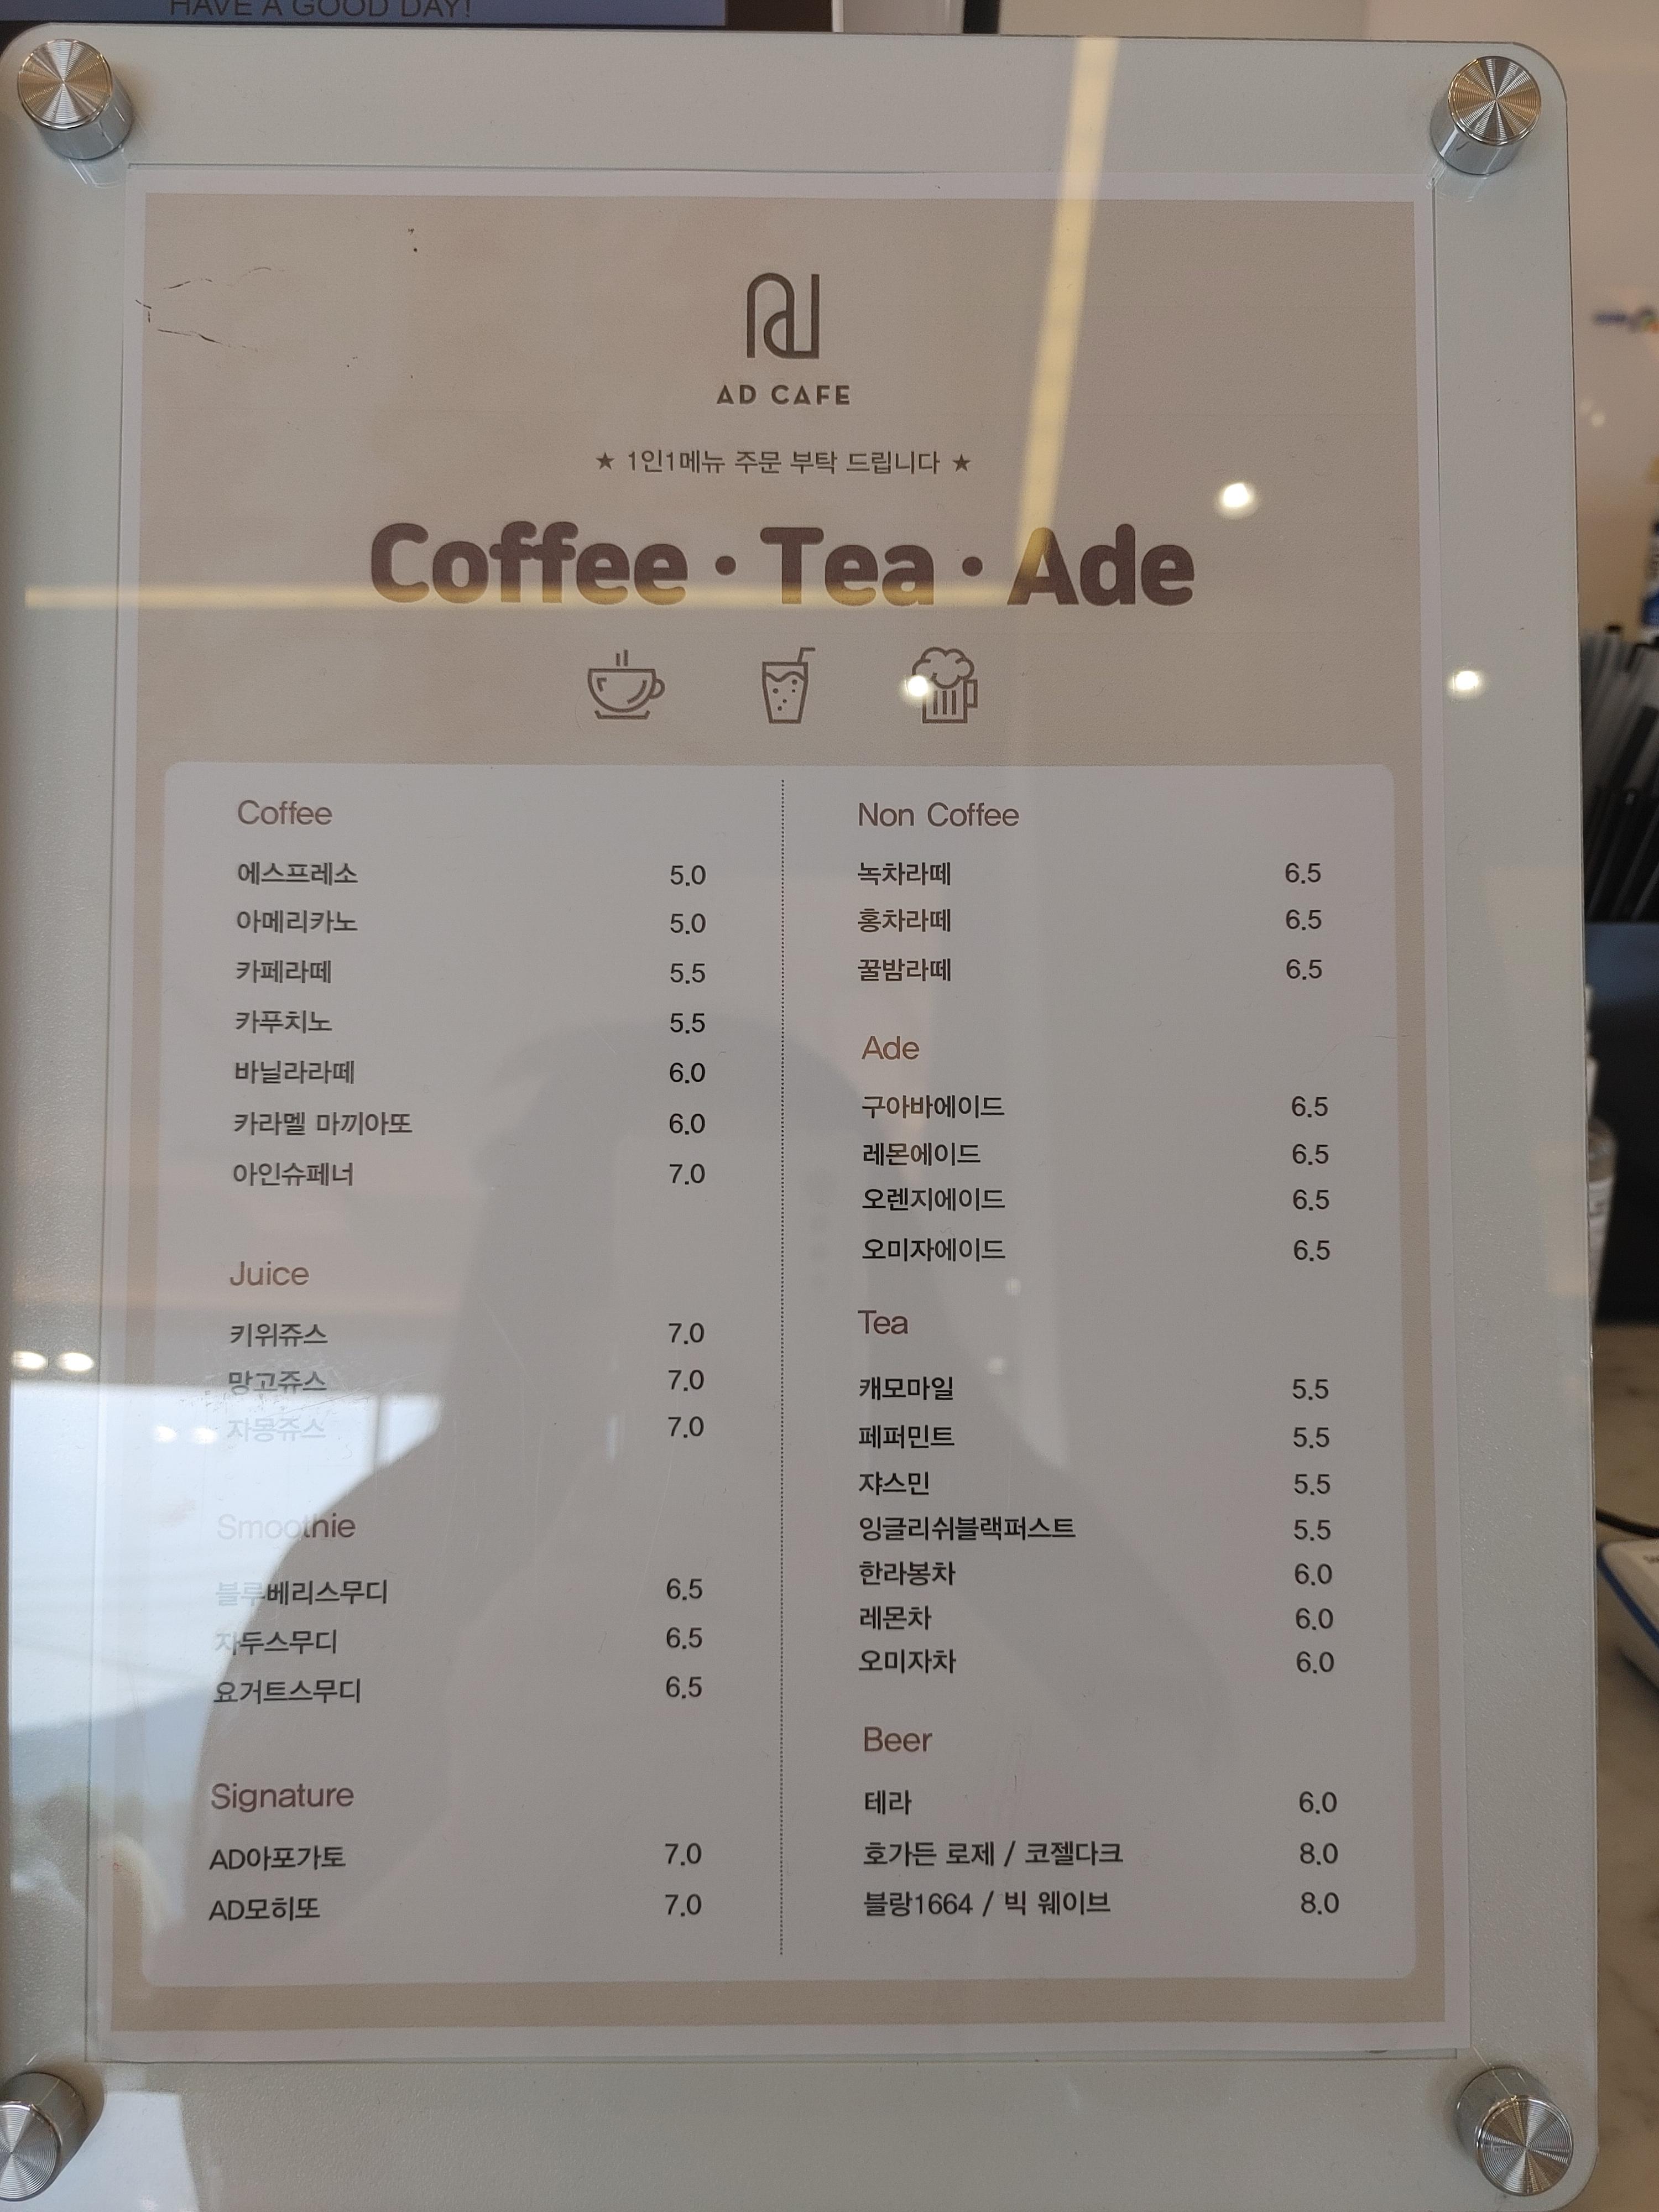 HAVE A GOOD DAY!
AD CAFE
★ 1인1메뉴 주문 부탁 드립니다 ★
Coffee · Tea · Ade
Coffee
에스프레소 5.0
아메리카노 5.0
카페라떼 5.5
카푸치노 5.5
바닐라라떼 6.0
카라멜 마끼아또 6.0
아인슈페너 7.0
Juice
키위쥬스 7.0
망고쥬스 7.0
자몽쥬스 7.0
Smoothie
블루베리스무디 6.5
자두스무디 6.5
요거트스무디 6.5
Signature
AD아포가토 7.0
AD모히또 7.0
Non Coffee
녹차라떼 6.5
홍차라떼 6.5
꿀밤라떼 6.5
Ade
구아바에이드 6.5
레몬에이드 6.5
오렌지에이드 6.5
오미자에이드 6.5
Tea
캐모마일 5.5
페퍼민트 5.5
쟈스민 5.5
잉글리쉬블랙퍼스트 5.5
한라봉차 6.0
레몬차 6.0
오미자차 6.0
Beer
테라 6.0
호가든 로제 / 코젤다크 8.0
블랑1664 / 빅 웨이브 8.0